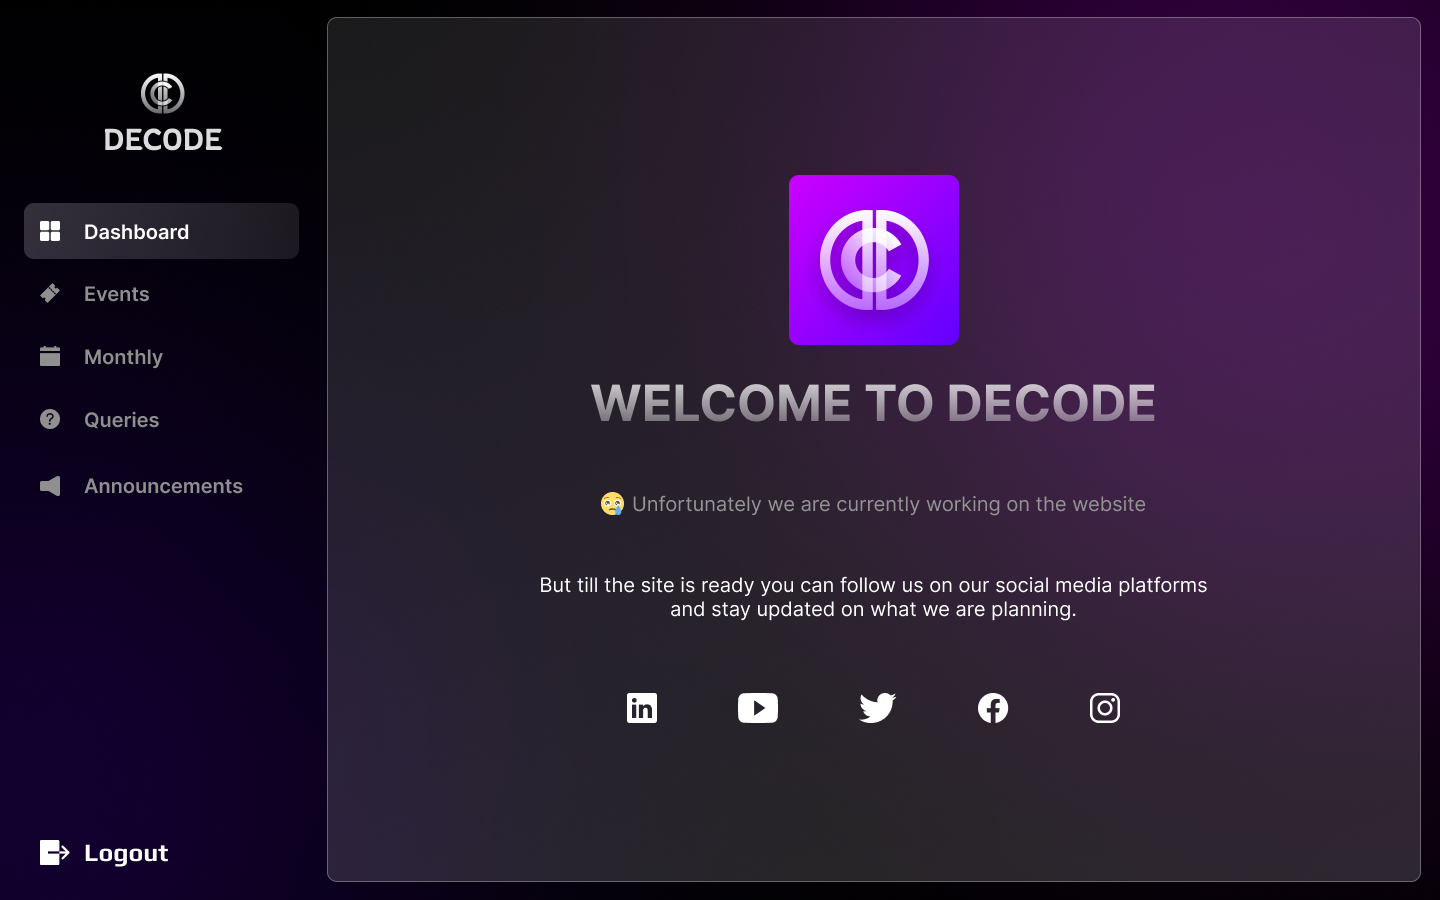 DECODE
Dashboard
Events
Monthly
Queries
Announcements
Logout
WELCOME TO DECODE
😢 Unfortunately we are currently working on the website
But till the site is ready you can follow us on our social media platforms
and stay updated on what we are planning.